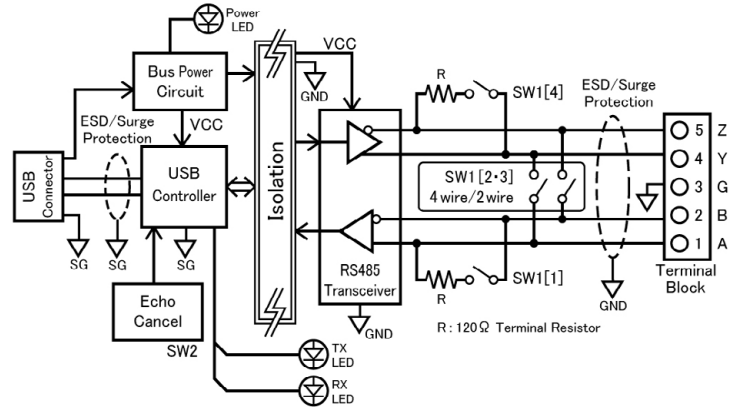 Power
LED
Bus Power
Circuit
VCC
GND
VCC
R
SW1[4]
ESD/Surge
Protection
ESD/Surge
Protection
USB
Connector
USB
Controller
Isolation
SW1[2・3]
4 wire/2 wire
5 Z
4 Y
3 G
2 B
1 A
SG
SG
SG
RS485
Transceiver
R
SW1[1]
Terminal
Block
GND
Echo
Cancel
SW2
GND
R : 120Ω Terminal Resistor
TX
LED
RX
LED